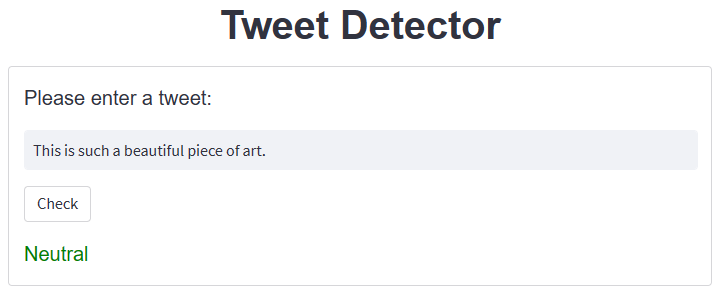 Tweet Detector
Please enter a tweet:
This is such a beautiful piece of art.
Check
Neutral